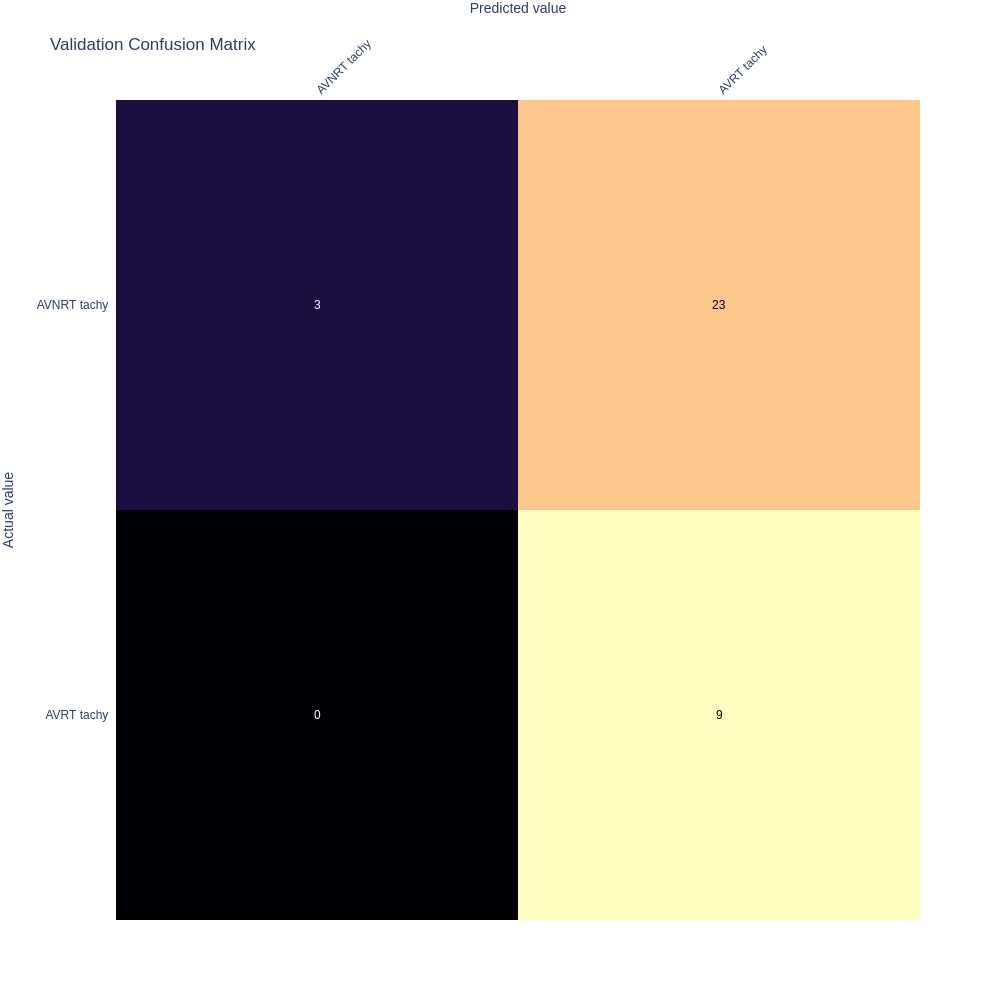 Predicted value
Validation Confusion Matrix
AVNRT tachy
AVRT tachy
AVNRT tachy
3
23
Actual value
AVRT tachy
0
9